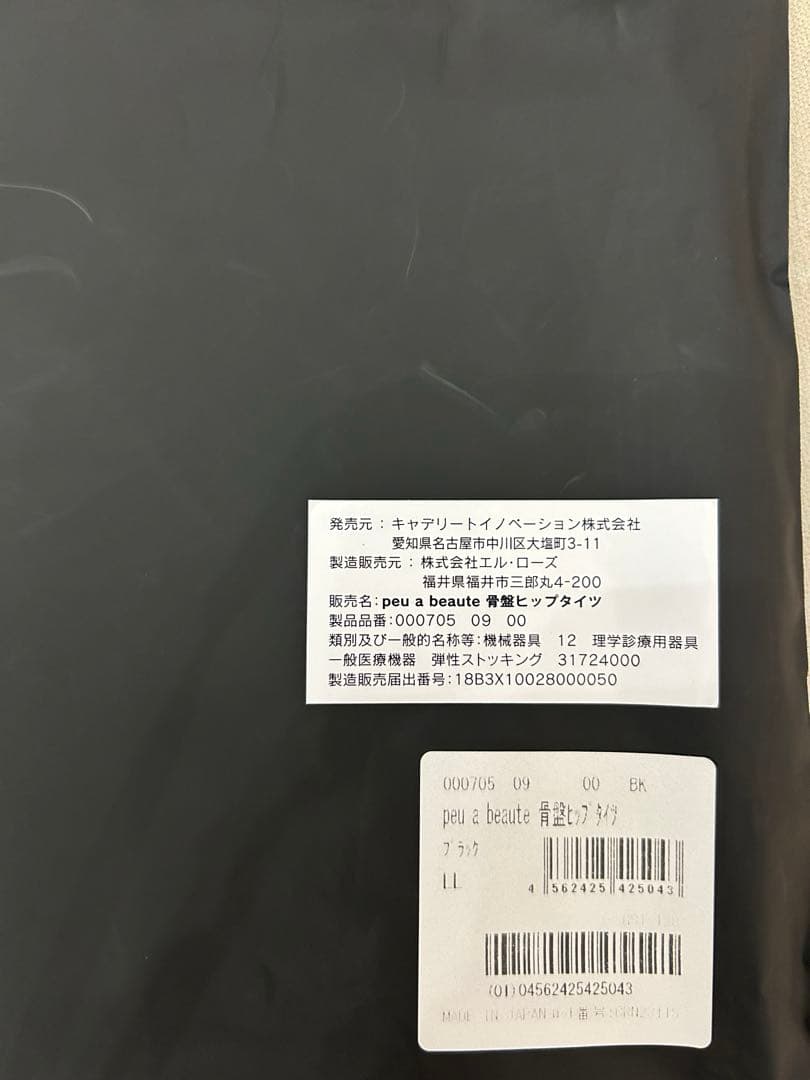 発売元：キャデリートイノベーション株式会社
愛知県名古屋市中川区大塩町3-11
製造販売元：株式会社エル・ローズ
福井県福井市三郎丸4-200
販売名：peu a beaute 骨盤ヒップタイツ
製品品番：000705 09 00
類別及び一般的名称等：機械器具 12 理学診療用器具
一般医療機器 弾性ストッキング 31724000
製造販売届出番号：18B3X10028000050
000705 09 00 BK
peu a beaute 骨盤ﾋｯﾌﾟﾀｲﾂ
ﾌﾞﾗｯｸ
LL
4 562425 425043
(01)04562425425043
MADE IN JAPAN ﾛｯﾄ番号